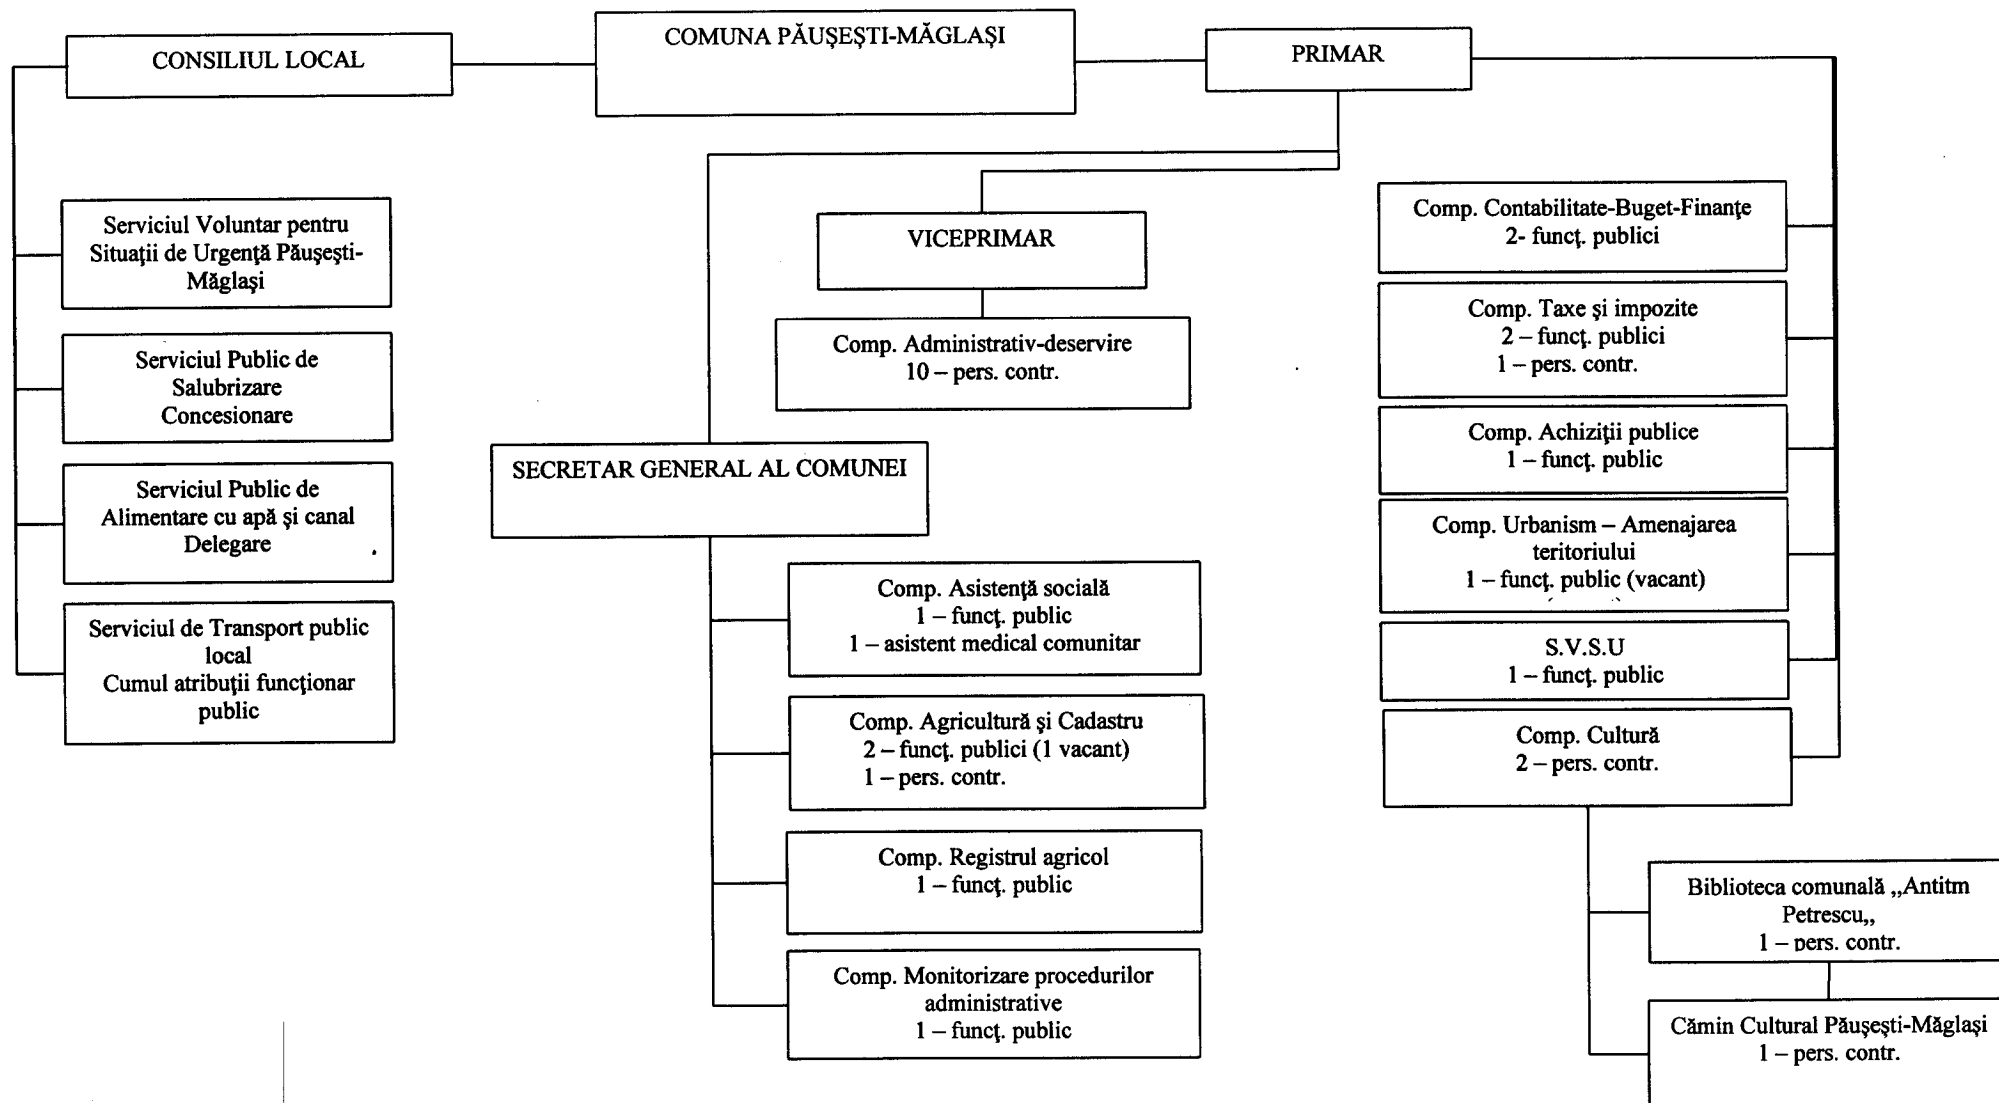 COMUNA PĂUŞEŞTI-MĂGLAŞI
CONSILIUL LOCAL
PRIMAR
Serviciul Voluntar pentru
Situaţii de Urgenţă Păuşeşti-
Măglaşi
Serviciul Public de
Salubrizare
Concesionare
Serviciul Public de
Alimentare cu apă şi canal
Delegare
Serviciul de Transport public
local
Cumul atribuţii funcţionar
public
VICEPRIMAR
Comp. Administrativ-deservire
10 – pers. contr.
SECRETAR GENERAL AL COMUNEI
Comp. Asistenţă socială
1 – funcţ. public
1 – asistent medical comunitar
Comp. Agricultură şi Cadastru
2 – funcţ. publici (1 vacant)
1 – pers. contr.
Comp. Registrul agricol
1 – funcţ. public
Comp. Monitorizare procedurilor
administrative
1 – funcţ. public
Comp. Contabilitate-Buget-Finanţe
2- funcţ. publici
Comp. Taxe şi impozite
2 – funcţ. publici
1 – pers. contr.
Comp. Achiziţii publice
1 – funcţ. public
Comp. Urbanism – Amenajarea
teritoriului
1 – funcţ. public (vacant)
S.V.S.U
1 – funcţ. public
Comp. Cultură
2 – pers. contr.
Biblioteca comunală ,,Antitm
Petrescu,,
1 – pers. contr.
Cămin Cultural Păuşeşti-Măglaşi
1 – pers. contr.